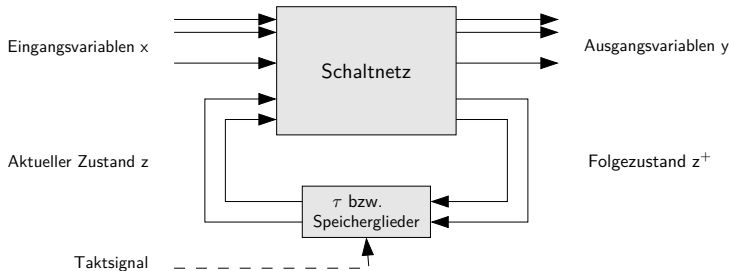 Eingangsvariablen x
Schaltnetz
Ausgangsvariablen y
Aktueller Zustand z
Folgezustand z⁺
τ bzw.
Speicherglieder
Taktsignal